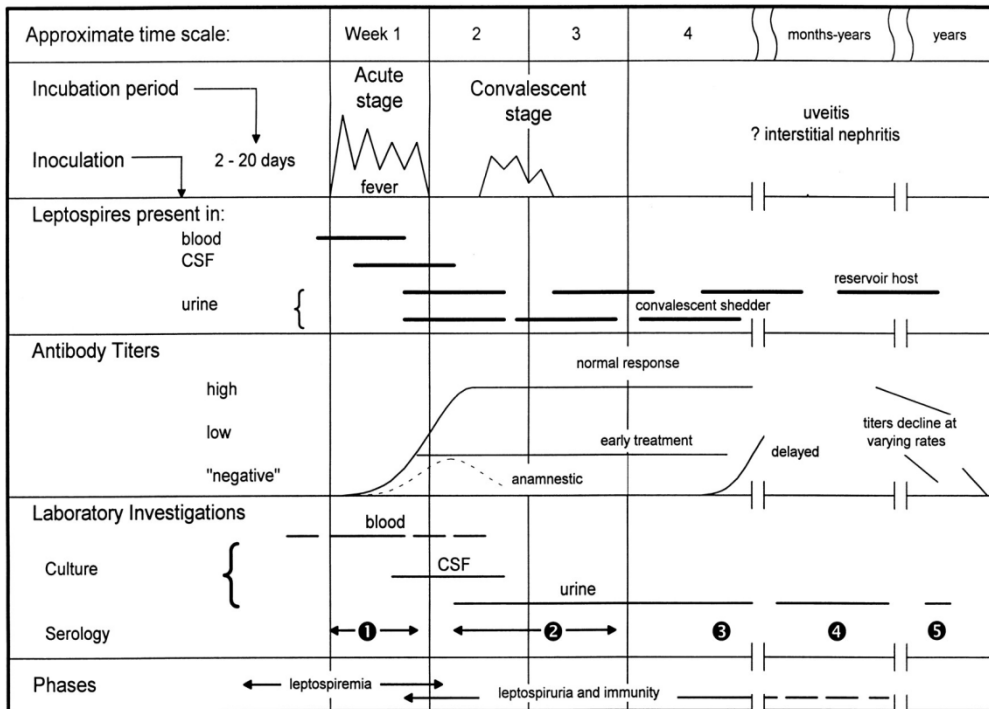 Approximate time scale: Week 1 2 3 4 months-years years
Incubation period
Inoculation
2 - 20 days
Acute
stage
fever
Convalescent
stage
uveitis
? interstitial nephritis
Leptospires present in:
blood
CSF
urine {
reservoir host
convalescent shedder
Antibody Titers
normal response
high
low
early treatment
delayed
titers decline at
varying rates
"negative"
anamnestic
Laboratory Investigations
blood
Culture {
CSF
urine
Serology ❶ ❷ ❸ ❹ ❺
Phases leptospiremia
leptospiruria and immunity